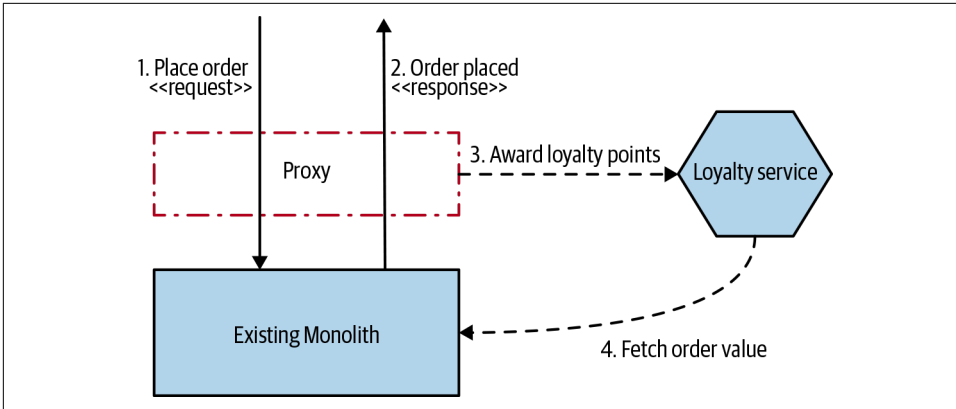 1. Place order
<<request>>
2. Order placed
<<response>>
Proxy
3. Award loyalty points
Loyalty service
Existing Monolith
4. Fetch order value